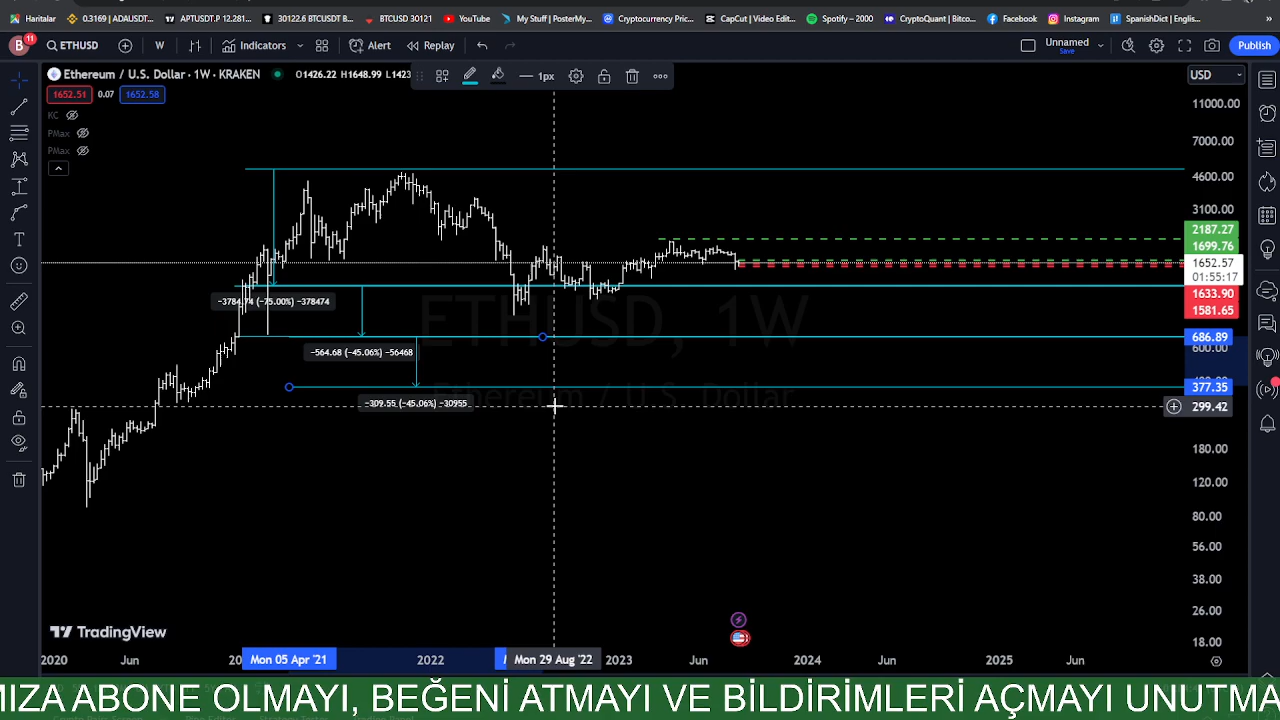 Haritalar
0.3169 | ADAUSDT...
APTUSDT.P 12.281...
30122.6 BTCUSDT B...
BTCUSD 30121
YouTube
My Stuff | PosterMy...
Cryptocurrency Pric...
CapCut | Video Edit...
Spotify – 2000
CryptoQuant | Bitco...
Facebook
Instagram
SpanishDict | Englis...
B 11
ETHUSD
W
Indicators
Alert
Replay
Unnamed
Save
Publish
Ethereum / U.S. Dollar · 1W · KRAKEN
O1426.22 H1648.99 L1423
1px
USD
1652.51 0.07 1652.58
KC
PMax
PMax
11000.00
7000.00
4600.00
3100.00
2187.27
1699.76
1652.57
01:55:17
1633.90
1581.65
686.89
600.00
377.35
299.42
180.00
120.00
80.00
56.00
38.00
26.00
18.00
−3784.74 (−75.00%) −378474
−564.68 (−45.06%) −56468
−309.55 (−45.06%) −30955
ETHUSD, 1W
Ethereum / U.S. Dollar
TradingView
2020
Jun
Mon 05 Apr '21
2022
Mon 29 Aug '22
2023
Jun
2024
Jun
2025
Jun
MIZA ABONE OLMAYI, BEĞENİ ATMAYI VE BİLDİRİMLERİ AÇMAYI UNUTMA